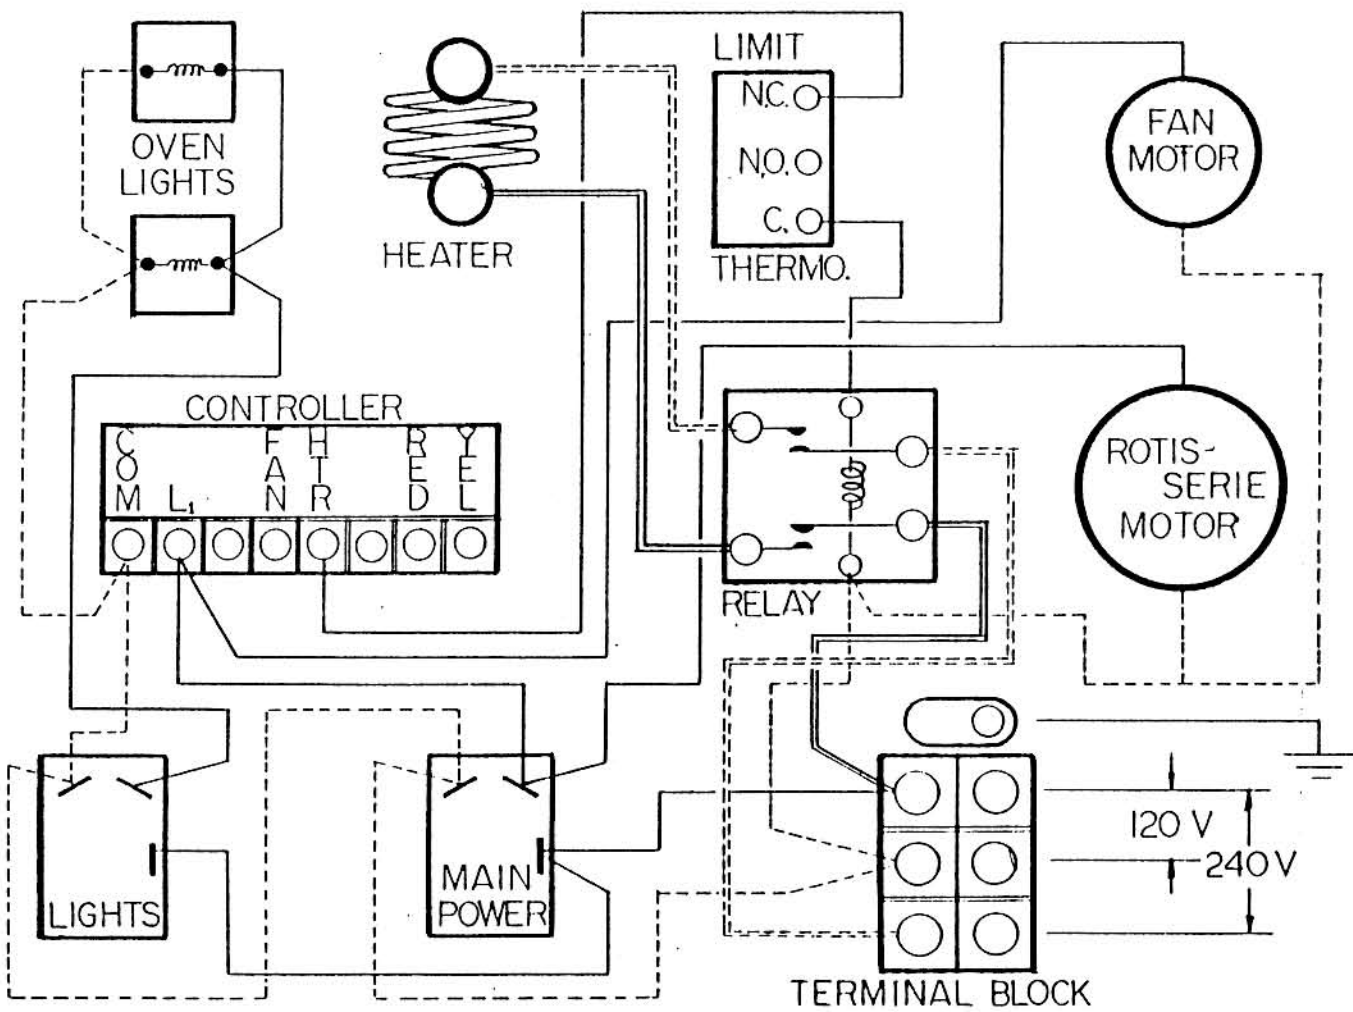 LIMIT
N.C.
N.O.
C.
THERMO.
FAN
MOTOR
OVEN
LIGHTS
HEATER
CONTROLLER
COM
L₁
FAN
HTR
RED
YEL
RELAY
ROTIS-
SERIE
MOTOR
LIGHTS
MAIN
POWER
120 V
240 V
TERMINAL BLOCK